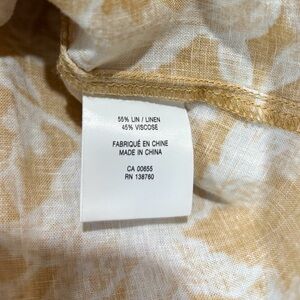 55% LIN / LINEN
45% VISCOSE
FABRIQUÉ EN CHINE
MADE IN CHINA
CA 00655
RN 138760